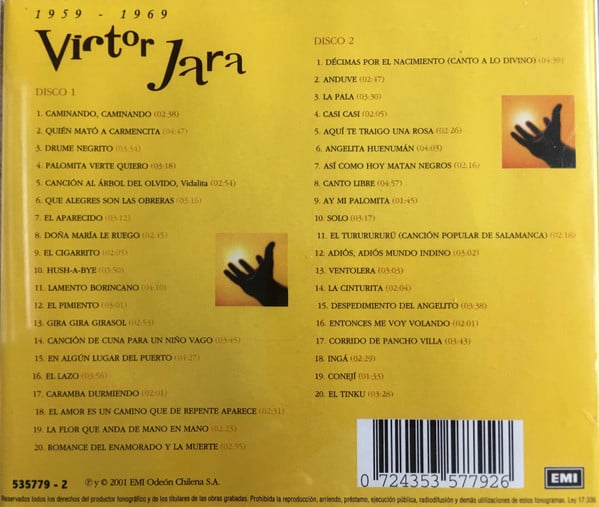 1959 - 1969
Víctor Jara
DISCO 1
1. CAMINANDO, CAMINANDO (02:38)
2. QUIÉN MATÓ A CARMENCITA (04:47)
3. DRUME NEGRITO (03:34)
4. PALOMITA VERTE QUIERO (03:18)
5. CANCIÓN AL ÁRBOL DEL OLVIDO, Vidalita (02:54)
6. QUE ALEGRES SON LAS OBRERAS (03:16)
7. EL APARECIDO (03:12)
8. DOÑA MARÍA LE RUEGO (02:15)
9. EL CIGARRITO (02:05)
10. HUSH-A-BYE (03:50)
11. LAMENTO BORINCANO (04:10)
12. EL PIMIENTO (03:01)
13. GIRA GIRA GIRASOL (02:53)
14. CANCIÓN DE CUNA PARA UN NIÑO VAGO (03:45)
15. EN ALGÚN LUGAR DEL PUERTO (04:27)
16. EL LAZO (03:56)
17. CARAMBA DURMIENDO (02:01)
18. EL AMOR ES UN CAMINO QUE DE REPENTE APARECE (02:31)
19. LA FLOR QUE ANDA DE MANO EN MANO (02:23)
20. ROMANCE DEL ENAMORADO Y LA MUERTE (02:55)
DISCO 2
1. DÉCIMAS POR EL NACIMIENTO (CANTO A LO DIVINO) (04:39)
2. ANDUVE (02:47)
3. LA PALA (03:30)
4. CASI CASI (02:05)
5. AQUÍ TE TRAIGO UNA ROSA (02:26)
6. ANGELITA HUENUMÁN (04:03)
7. ASÍ COMO HOY MATAN NEGROS (02:16)
8. CANTO LIBRE (04:57)
9. AY MI PALOMITA (01:45)
10. SOLO (03:17)
11. EL TURURURURÚ (CANCIÓN POPULAR DE SALAMANCA) (02:18)
12. ADIÓS, ADIÓS MUNDO INDINO (03:02)
13. VENTOLERA (03:03)
14. LA CINTURITA (02:04)
15. DESPEDIMIENTO DEL ANGELITO (03:38)
16. ENTONCES ME VOY VOLANDO (02:01)
17. CORRIDO DE PANCHO VILLA (03:43)
18. INGÁ (02:29)
19. CONEJÍ (01:33)
20. EL TINKU (03:28)
535779 - 2
℗ y © 2001 EMI Odeón Chilena S.A.
0 724353 577926
EMI
Reservados todos los derechos del productor fonográfico y de los titulares de las obras grabadas. Prohibida la reproducción, arriendo, préstamo, ejecución pública, radiodifusión y demás utilizaciones de estos fonogramas. Ley 17.336